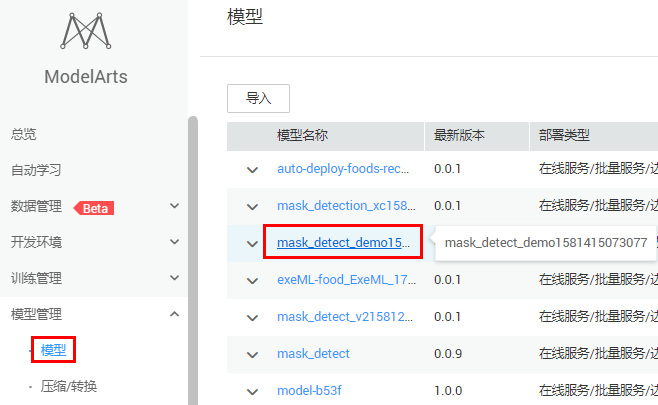 模型
ModelArts
导入
总览
自动学习
数据管理 Beta
开发环境
训练管理
模型管理
模型
压缩/转换
模型名称 最新版本 部署类型
auto-deploy-foods-rec... 0.0.1 在线服务/批量服务/边
mask_detection_xc158... 0.0.1 在线服务/批量服务/边
mask_detect_demo15... mask_detect_demo1581415073077
exeML-food_ExeML_17... 0.0.1 在线服务/批量服务/边
mask_detect_v215812... 0.0.1 在线服务/批量服务/边
mask_detect 0.0.9 在线服务/批量服务/边
model-b53f 1.0.0 在线服务/批量服务/边